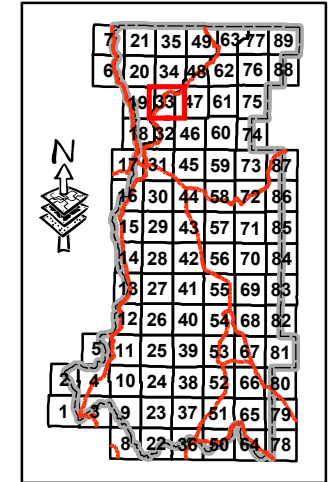 7 21 35 49 63 77 89
6 20 34 48 62 76 88
19 33 47 61 75
18 32 46 60 74
17 31 45 59 73 87
N
16 30 44 58 72 86
15 29 43 57 71 85
14 28 42 56 70 84
13 27 41 55 69 83
12 26 40 54 68 82
5 11 25 39 53 67 81
2 4 10 24 38 52 66 80
1 3 9 23 37 51 65 79
8 22 36 50 64 78